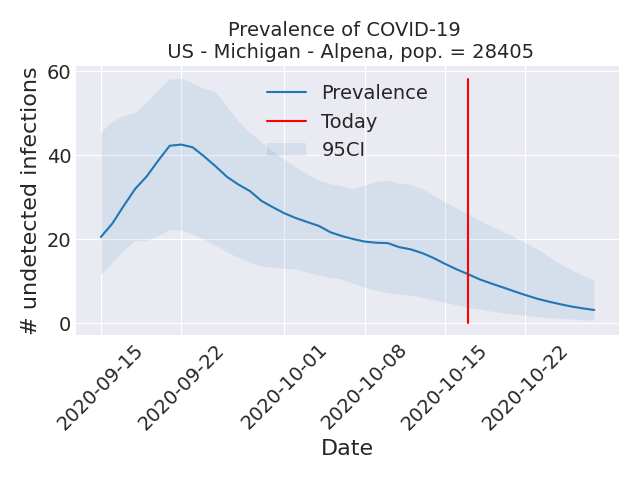 Prevalence of COVID-19
US - Michigan - Alpena, pop. = 28405
# undetected infections
60
40
20
0
Prevalence
Today
95CI
2020-09-15
2020-09-22
2020-10-01
2020-10-08
2020-10-15
2020-10-22
Date